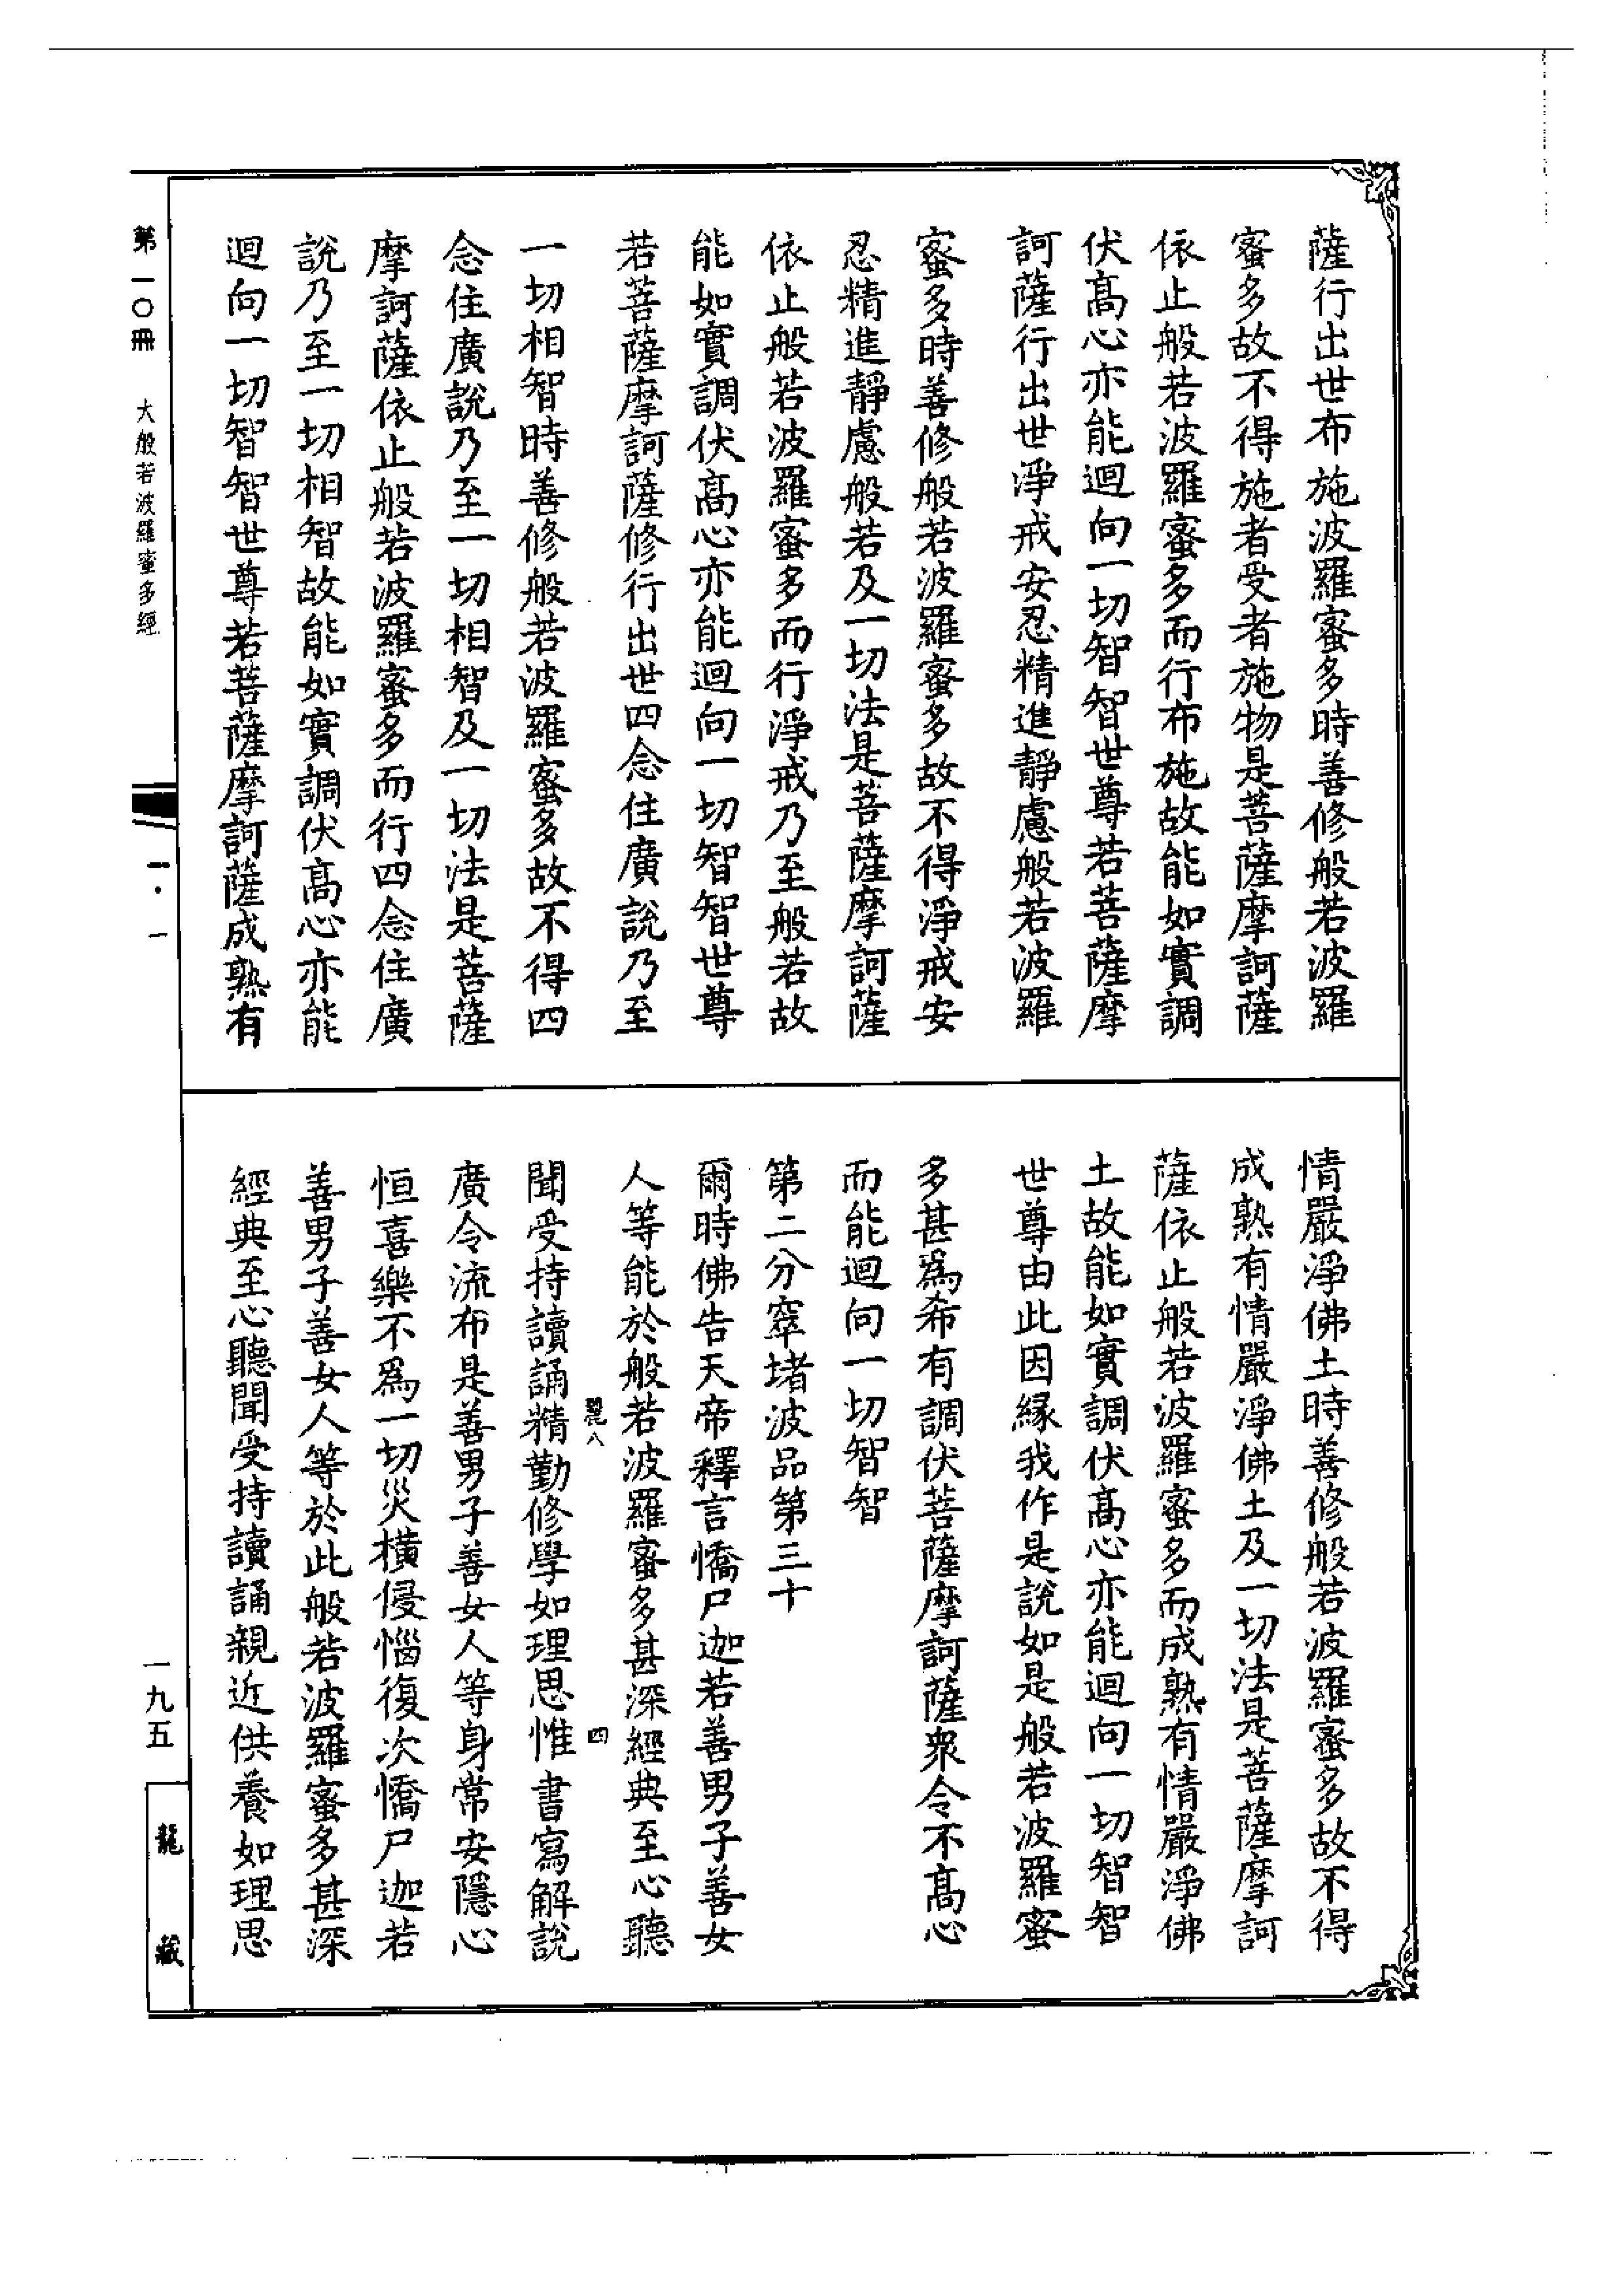 薩行出世布施波羅蜜多時善修般若波羅
蜜多故不得施者受者施物是菩薩摩訶薩
依止般若波羅蜜多而行布施故能如實調
伏髙心亦能迴向一切智智世尊若菩薩摩
訶薩行出世淨戒安忍精進靜慮般若波羅
蜜多時善修般若波羅蜜多故不得淨戒安
忍精進靜慮般若及一切法是菩薩摩訶薩
依止般若波羅蜜多而行淨戒乃至般若故
能如實調伏髙心亦能迴向一切智智世尊
若菩薩摩訶薩修行出世四念住廣說乃至
一切相智時善修般若波羅蜜多故不得四
念住廣說乃至一切相智及一切法是菩薩
摩訶薩依止般若波羅蜜多而行四念住廣
說乃至一切相智故能如實調伏髙心亦能
迴向一切智智世尊若菩薩摩訶薩成熟有
情嚴淨佛土時善修般若波羅蜜多故不得
成熟有情嚴淨佛土及一切法是菩薩摩訶
薩依止般若波羅蜜多而成熟有情嚴淨佛
土故能如實調伏髙心亦能迴向一切智智
世尊由此因緣我作是說如是般若波羅蜜
多甚爲希有調伏菩薩摩訶薩衆令不髙心
而能迴向一切智智
第二分窣堵波品第三十
爾時佛告天帝釋言憍尸迦若善男子善女
人等能於般若波羅蜜多甚深經典至心聽
麗八 四
聞受持讀誦精勤修學如理思惟書寫解說
廣令流布是善男子善女人等身常安隱心
恒喜樂不爲一切災橫侵惱復次憍尸迦若
善男子善女人等於此般若波羅蜜多甚深
經典至心聽聞受持讀誦親近供養如理思
第一〇冊 大般若波羅蜜多經 一·一
一九五
龍藏